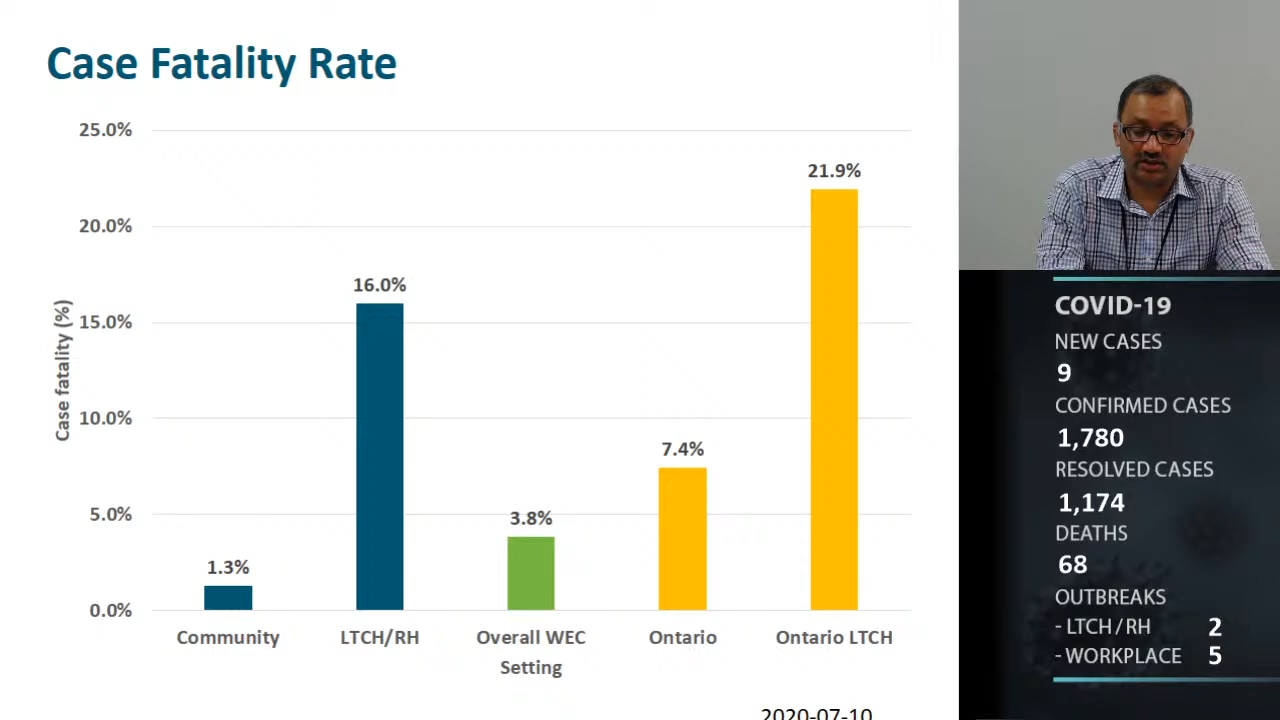 Case Fatality Rate
25.0%
20.0%
15.0%
10.0%
5.0%
0.0%
Case fatality (%)
1.3%
16.0%
3.8%
7.4%
21.9%
Community
LTCH/RH
Overall WEC
Setting
Ontario
Ontario LTCH
2020-07-10
COVID-19
NEW CASES
9
CONFIRMED CASES
1,780
RESOLVED CASES
1,174
DEATHS
68
OUTBREAKS
- LTCH / RH 2
- WORKPLACE 5